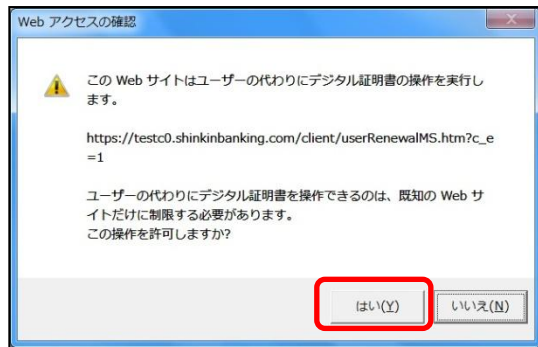 Web アクセスの確認
この Web サイトはユーザーの代わりにデジタル証明書の操作を実行し
ます。
https://testc0.shinkinbanking.com/client/userRenewalMS.htm?c_e
=1
ユーザーの代わりにデジタル証明書を操作できるのは、既知の Web サ
イトだけに制限する必要があります。
この操作を許可しますか?
はい(Y) いいえ(N)